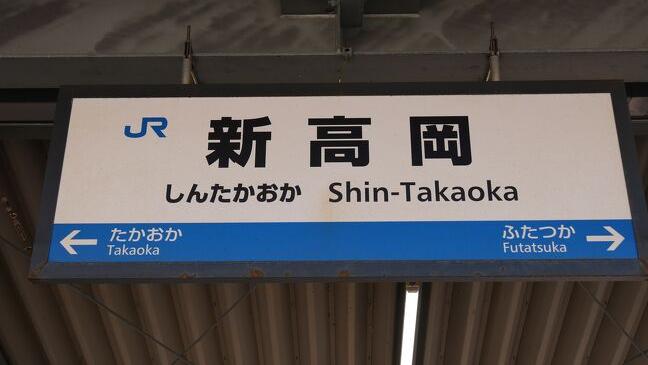 JR 新高岡
しんたかおか Shin-Takaoka
← たかおか ふたつか →
Takaoka Futatsuka